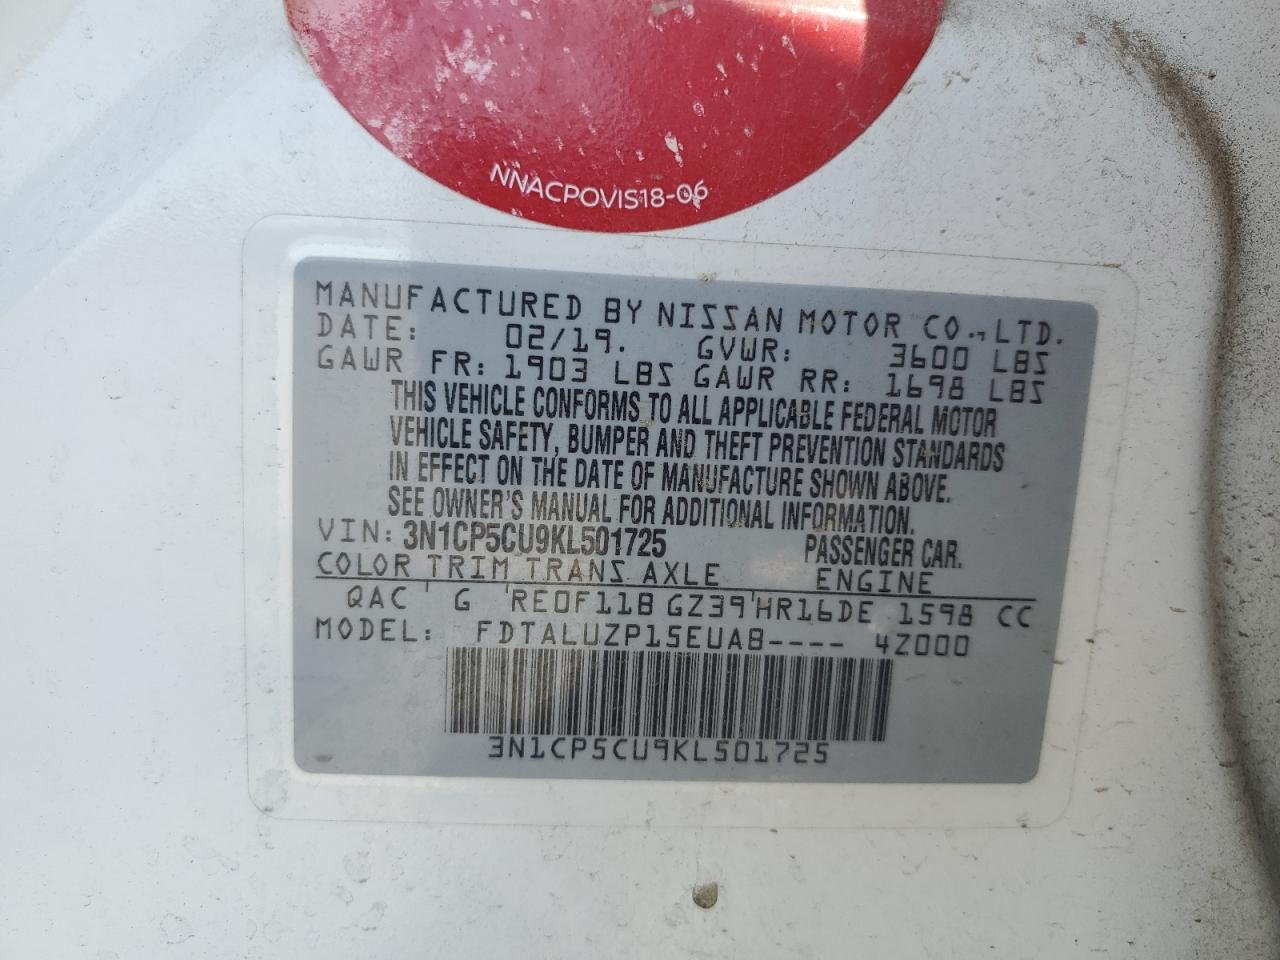 NNACPOVIS18-06
MANUFACTURED BY NISSAN MOTOR CO.,LTD.
DATE: 02/19. GVWR: 3600 LBS
GAWR FR: 1903 LBS GAWR RR: 1698 LBS
THIS VEHICLE CONFORMS TO ALL APPLICABLE FEDERAL MOTOR
VEHICLE SAFETY, BUMPER AND THEFT PREVENTION STANDARDS
IN EFFECT ON THE DATE OF MANUFACTURE SHOWN ABOVE.
SEE OWNER'S MANUAL FOR ADDITIONAL INFORMATION.
VIN: 3N1CP5CU9KL501725 PASSENGER CAR.
COLOR TRIM TRANS AXLE ENGINE
QAC ' G ' RE0F11B GZ39'HR16DE 1598 CC
MODEL: FDTALUZP15EUAB---- 4Z000
3N1CP5CU9KL501725